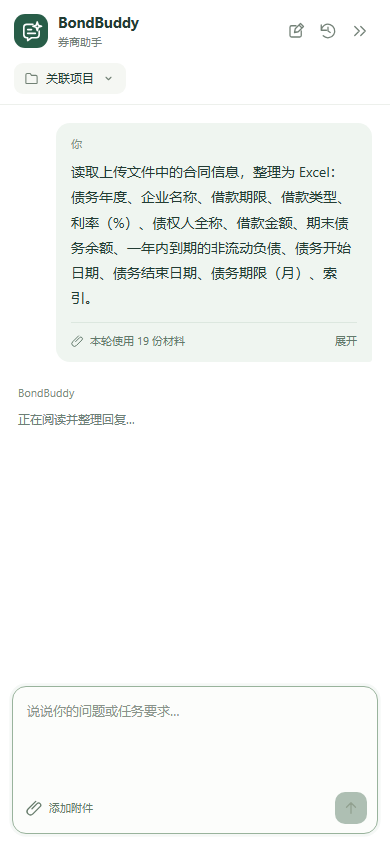 BondBuddy
券商助手
关联项目
你
读取上传文件中的合同信息，整理为 Excel：
债务年度、企业名称、借款期限、借款类型、
利率（%）、债权人全称、借款金额、期末债
务余额、一年内到期的非流动负债、债务开始
日期、债务结束日期、债务期限（月）、索
引。
本轮使用 19 份材料
展开
BondBuddy
正在阅读并整理回复...
说说你的问题或任务要求...
添加附件